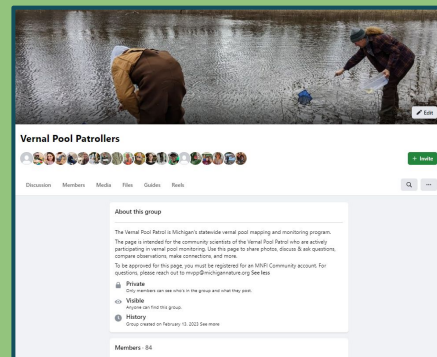 Edit
Vernal Pool Patrollers
+ Invite
Discussion Members Media Files Guides Reels
About this group
The Vernal Pool Patrol is Michigan's statewide vernal pool mapping and monitoring program.
The page is intended for the community scientists of the Vernal Pool Patrol who are actively
participating in vernal pool monitoring. Use this page to share photos, discuss & ask questions,
compare observations, make connections, and more.
To be approved for this page, you must be registered for an MNFI Community account. For
questions, please reach out to mvpp@michigannature.org See less
Private
Only members can see who's in the group and what they post.
Visible
Anyone can find this group.
History
Group created on February 13, 2023 See more
Members · 84